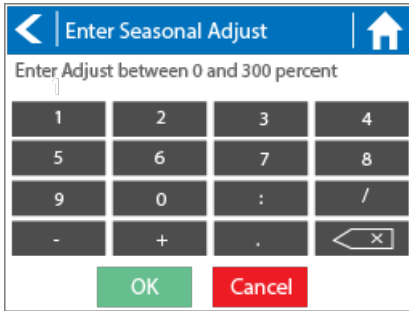 Enter Seasonal Adjust
Enter Adjust between 0 and 300 percent
1 2 3 4
5 6 7 8
9 0 : /
- + .
OK Cancel